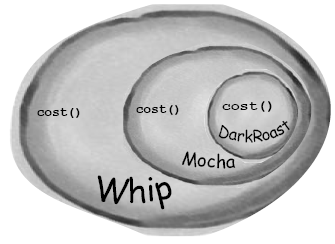 cost()
cost()
cost()
DarkRoast
Mocha
Whip